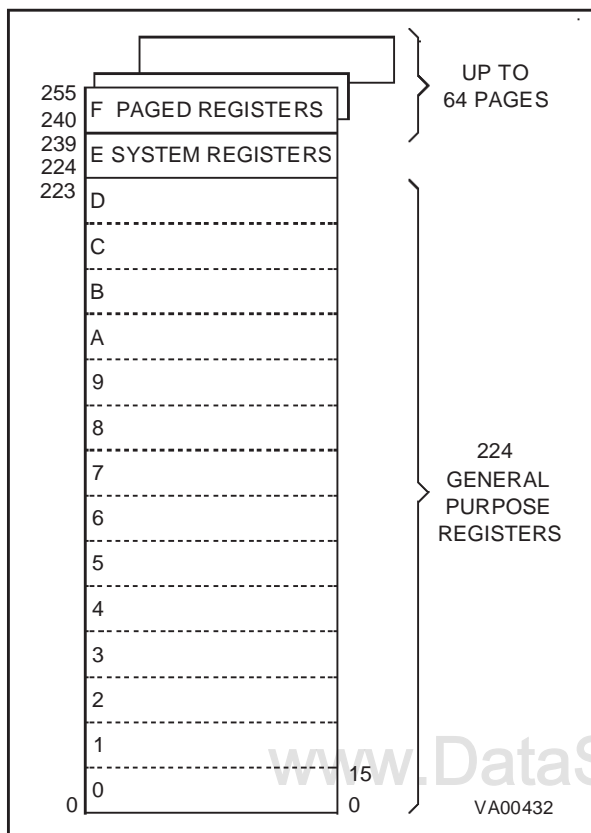 UP TO
64 PAGES
255
240
F PAGED REGISTERS
239
224
E SYSTEM REGISTERS
223
D
C
B
A
9
8
7
6
5
4
3
2
1
0
0
15
0
224
GENERAL
PURPOSE
REGISTERS
www.DataS
VA00432